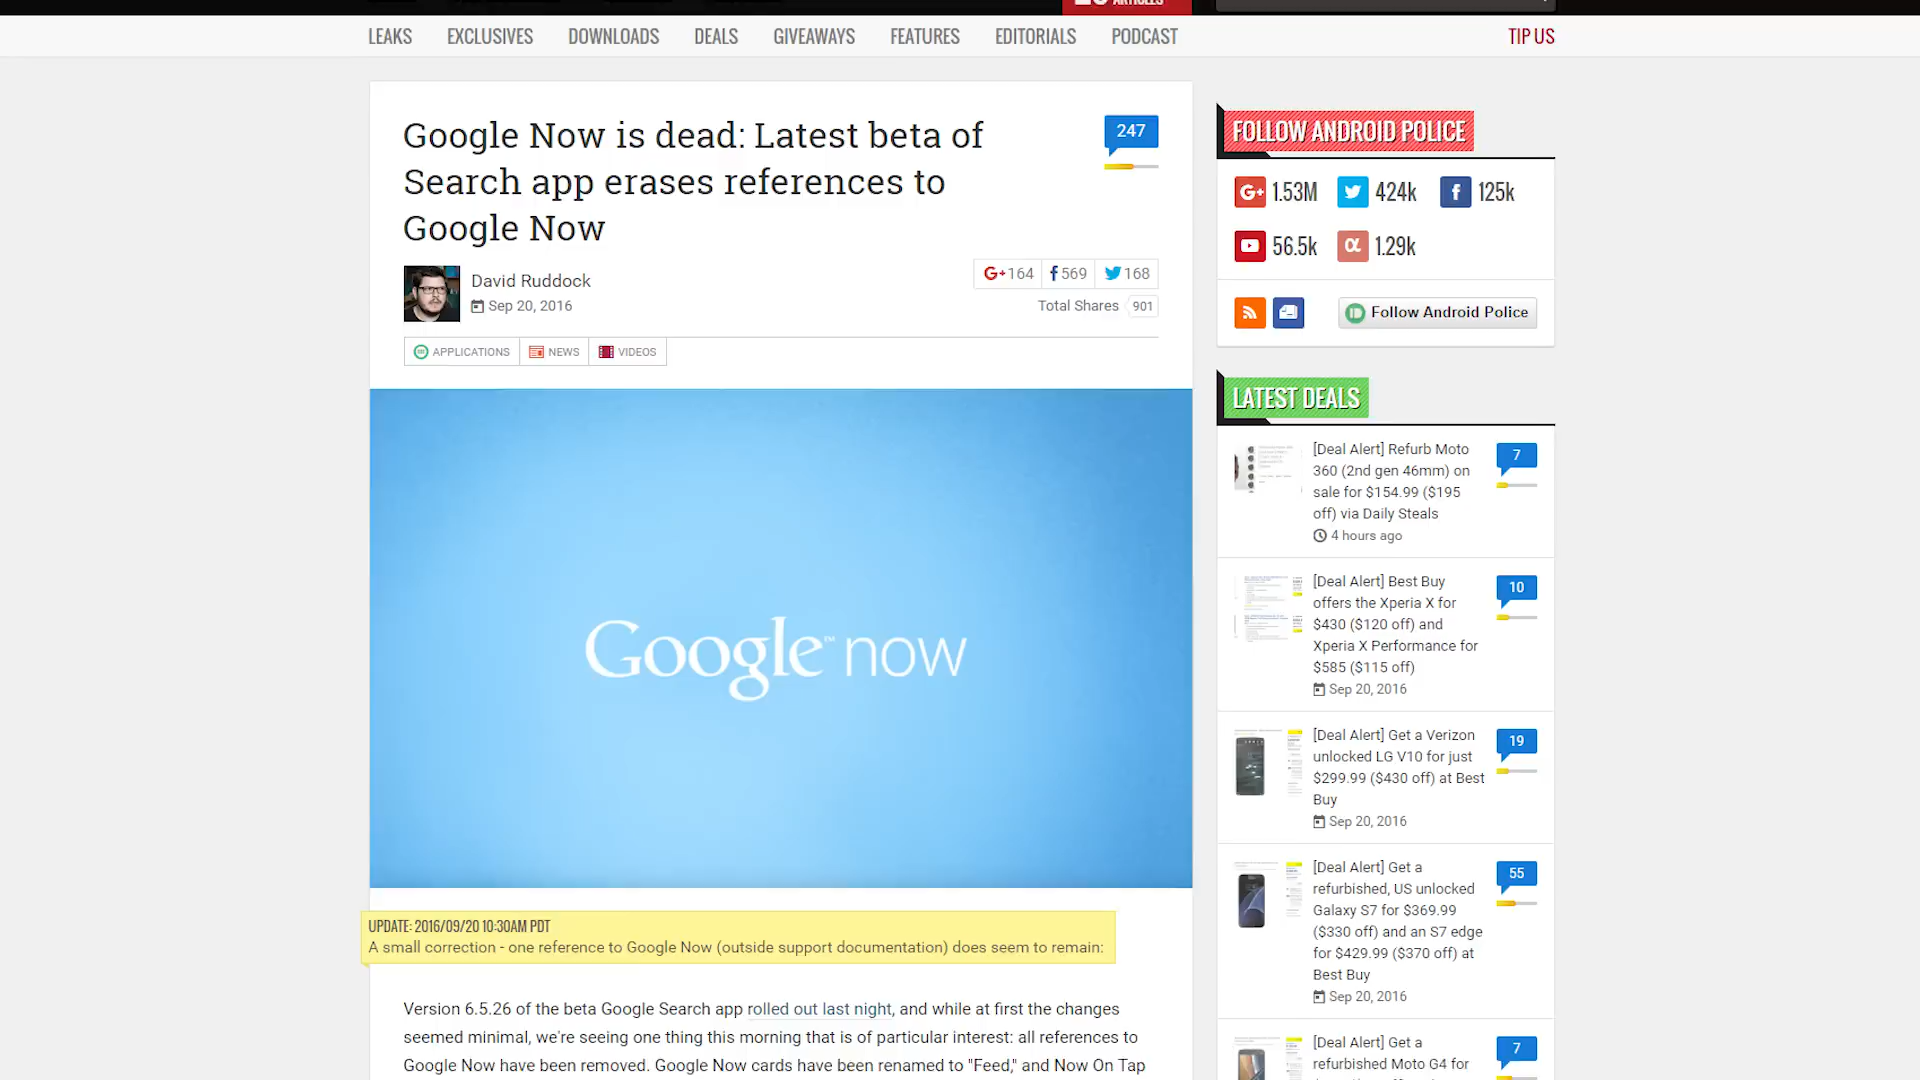 ARTICLES
LEAKS EXCLUSIVES DOWNLOADS DEALS GIVEAWAYS FEATURES EDITORIALS PODCAST TIP US
Google Now is dead: Latest beta of
Search app erases references to
Google Now
247
David Ruddock
Sep 20, 2016
G+ 164 f 569 168
Total Shares 901
APPLICATIONS NEWS VIDEOS
Google™ now
UPDATE: 2016/09/20 10:30AM PDT
A small correction - one reference to Google Now (outside support documentation) does seem to remain:
Version 6.5.26 of the beta Google Search app rolled out last night, and while at first the changes
seemed minimal, we're seeing one thing this morning that is of particular interest: all references to
Google Now have been removed. Google Now cards have been renamed to "Feed," and Now On Tap
FOLLOW ANDROID POLICE
G+ 1.53M 424k f 125k
56.5k α 1.29k
Follow Android Police
LATEST DEALS
[Deal Alert] Refurb Moto
360 (2nd gen 46mm) on
sale for $154.99 ($195
off) via Daily Steals
4 hours ago
7
[Deal Alert] Best Buy
offers the Xperia X for
$430 ($120 off) and
Xperia X Performance for
$585 ($115 off)
Sep 20, 2016
10
[Deal Alert] Get a Verizon
unlocked LG V10 for just
$299.99 ($430 off) at Best
Buy
Sep 20, 2016
19
[Deal Alert] Get a
refurbished, US unlocked
Galaxy S7 for $369.99
($330 off) and an S7 edge
for $429.99 ($370 off) at
Best Buy
Sep 20, 2016
55
[Deal Alert] Get a
refurbished Moto G4 for
7